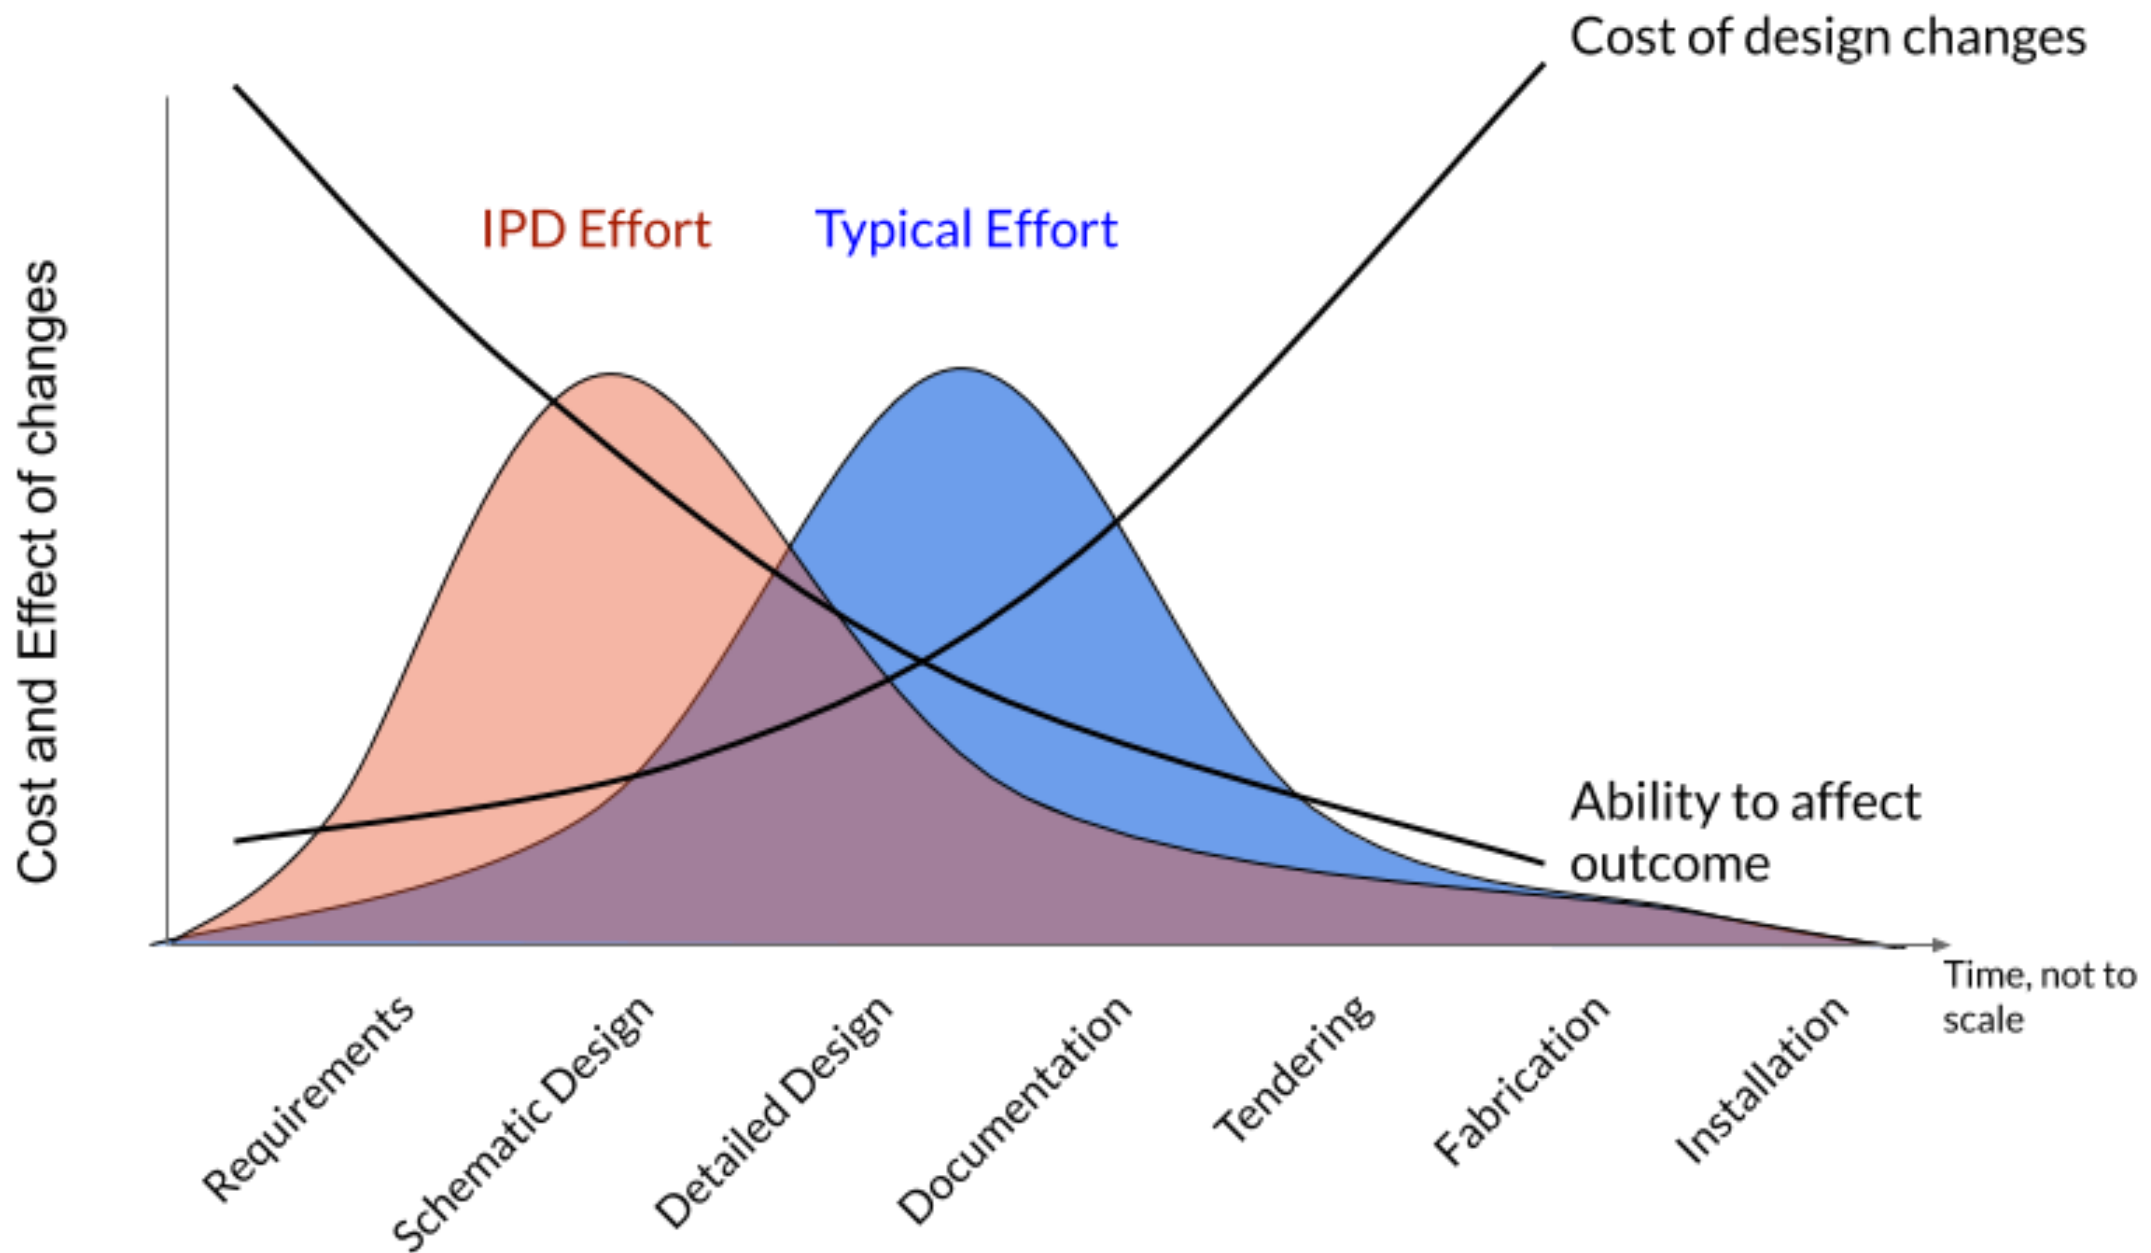 Cost of design changes
IPD Effort
Typical Effort
Cost and Effect of changes
Ability to affect
outcome
Time, not to
scale
Requirements
Schematic Design
Detailed Design
Documentation
Tendering
Fabrication
Installation